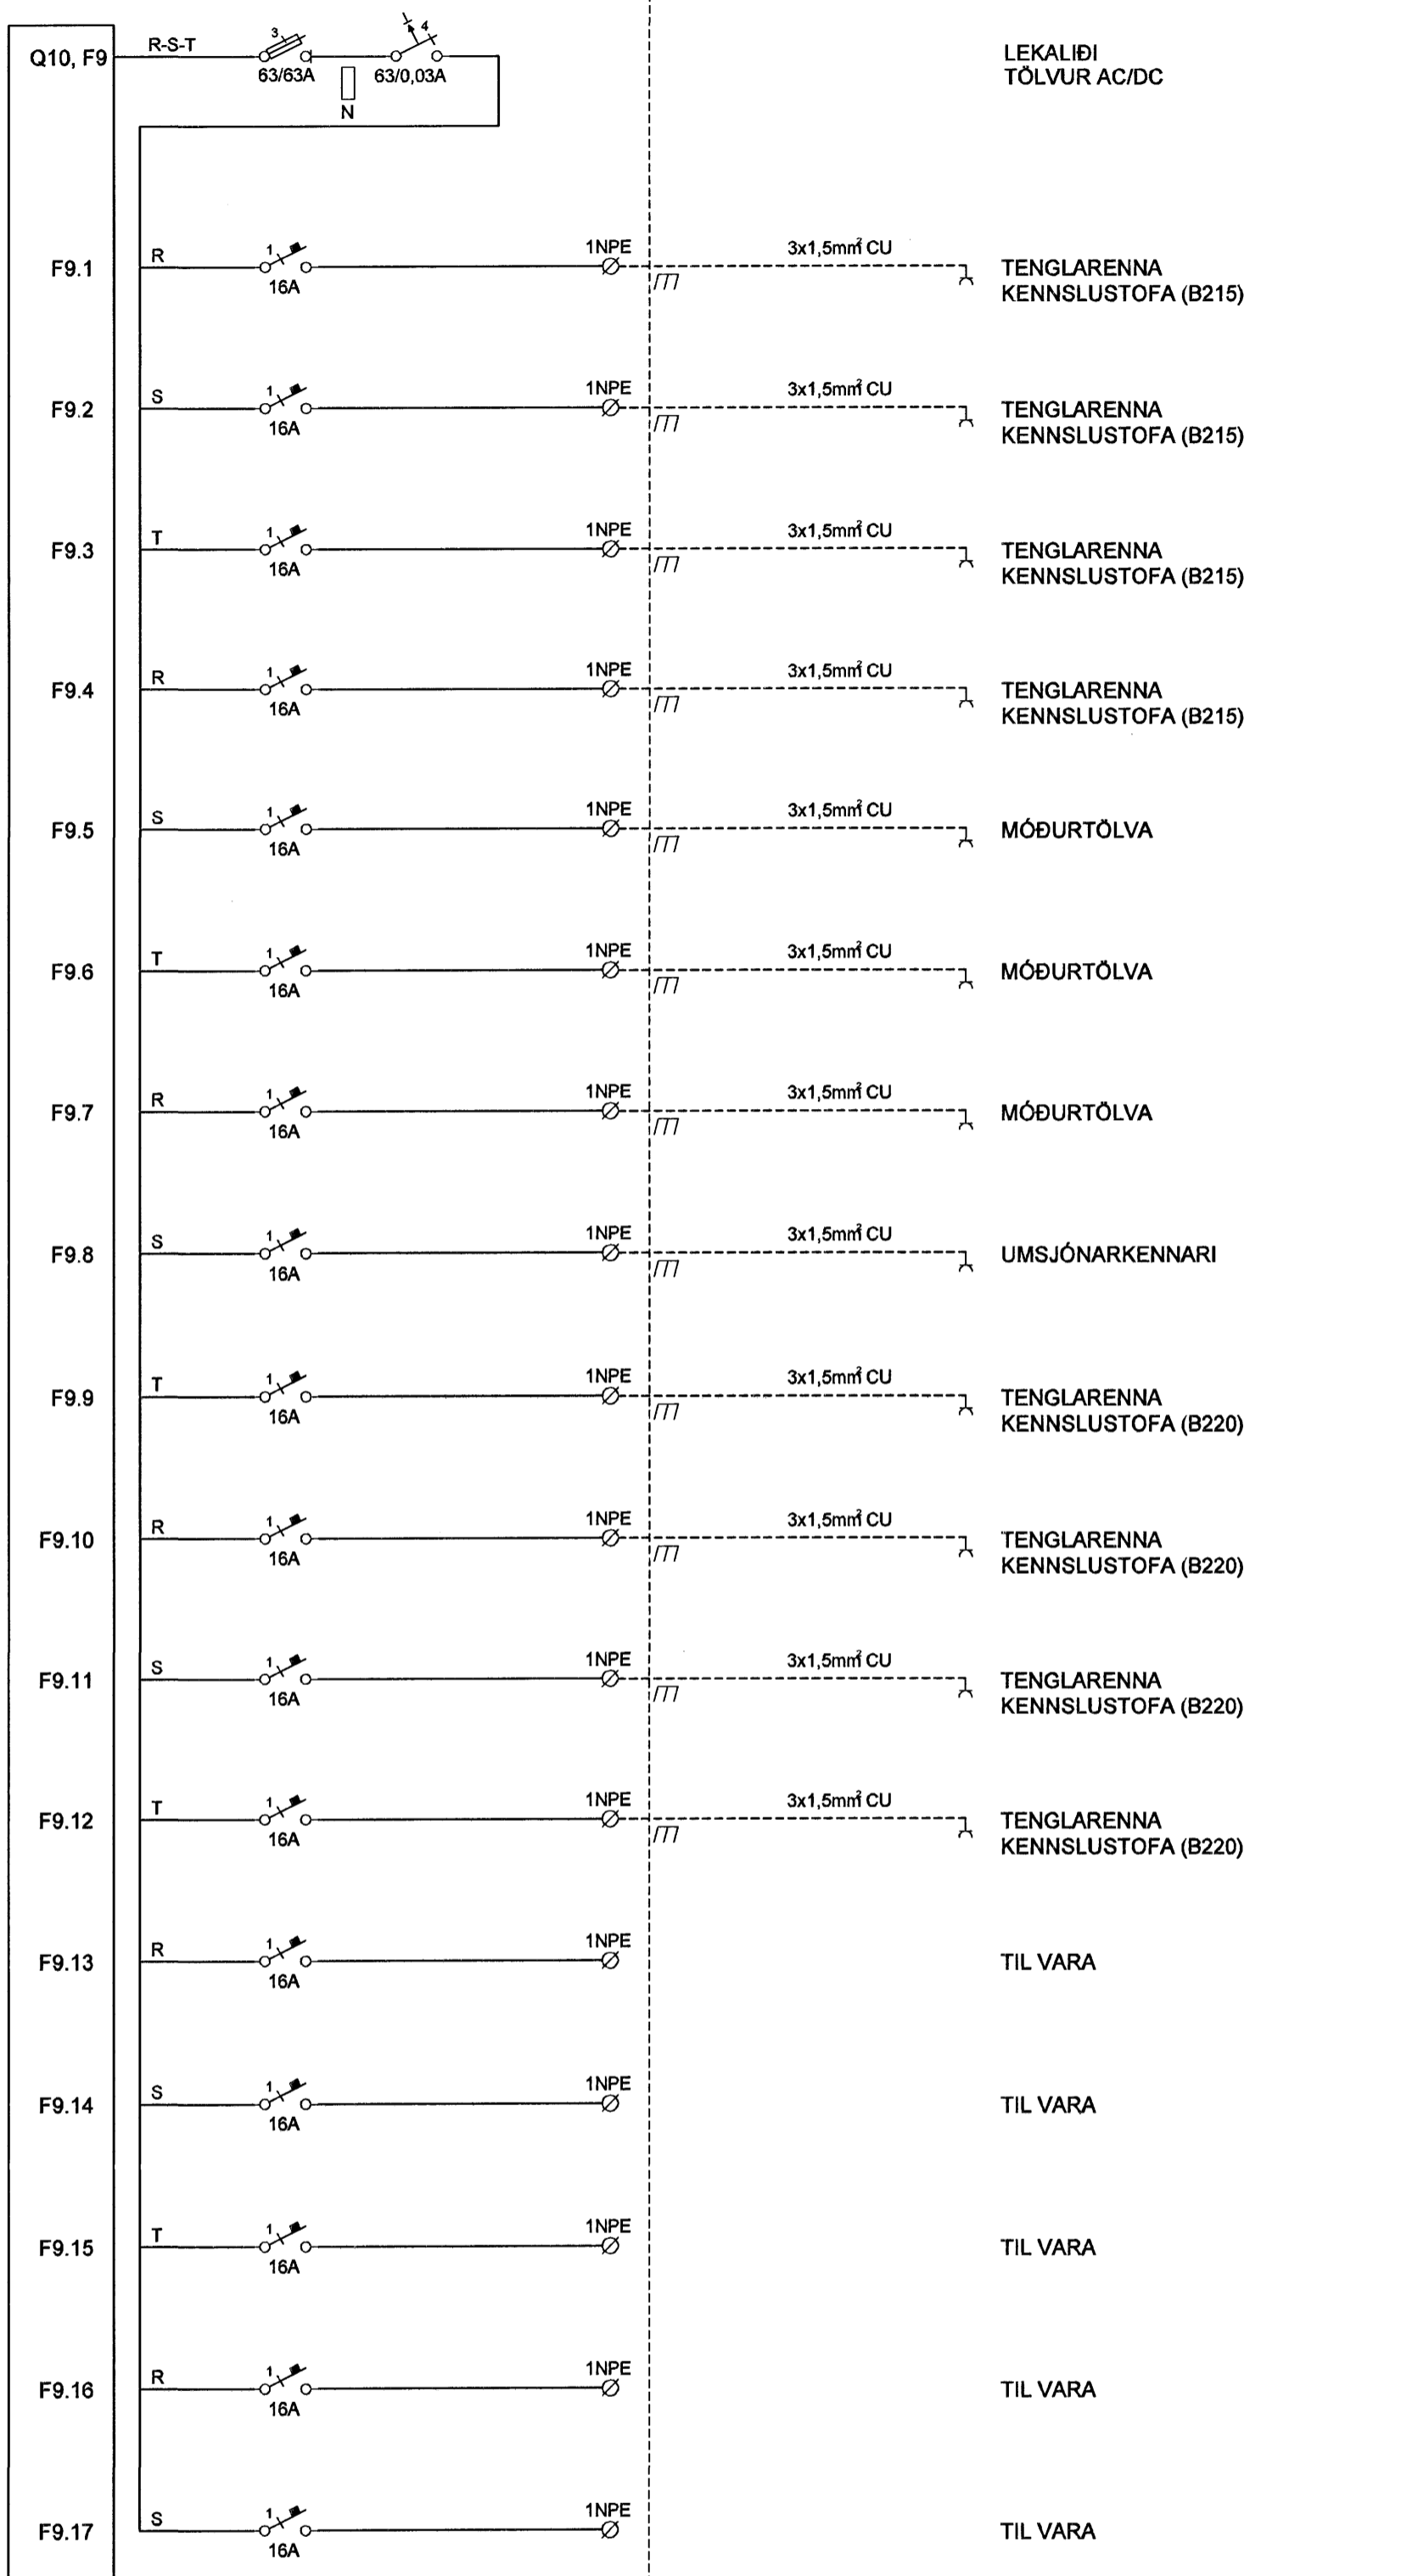 Q10, F9 R-S-T 3 63/63A N 4 63/0,03A LEKALIÐI
TÖLVUR AC/DC
F9.1 R 1 16A 1NPE 3x1,5mm² CU TENGLARENNA
KENNSLUSTOFA (B215)
F9.2 S 1 16A 1NPE 3x1,5mm² CU TENGLARENNA
KENNSLUSTOFA (B215)
F9.3 T 1 16A 1NPE 3x1,5mm² CU TENGLARENNA
KENNSLUSTOFA (B215)
F9.4 R 1 16A 1NPE 3x1,5mm² CU TENGLARENNA
KENNSLUSTOFA (B215)
F9.5 S 1 16A 1NPE 3x1,5mm² CU MÓÐURTÖLVA
F9.6 T 1 16A 1NPE 3x1,5mm² CU MÓÐURTÖLVA
F9.7 R 1 16A 1NPE 3x1,5mm² CU MÓÐURTÖLVA
F9.8 S 1 16A 1NPE 3x1,5mm² CU UMSJÓNARKENNARI
F9.9 T 1 16A 1NPE 3x1,5mm² CU TENGLARENNA
KENNSLUSTOFA (B220)
F9.10 R 1 16A 1NPE 3x1,5mm² CU TENGLARENNA
KENNSLUSTOFA (B220)
F9.11 S 1 16A 1NPE 3x1,5mm² CU TENGLARENNA
KENNSLUSTOFA (B220)
F9.12 T 1 16A 1NPE 3x1,5mm² CU TENGLARENNA
KENNSLUSTOFA (B220)
F9.13 R 1 16A 1NPE TIL VARA
F9.14 S 1 16A 1NPE TIL VARA
F9.15 T 1 16A 1NPE TIL VARA
F9.16 R 1 16A 1NPE TIL VARA
F9.17 S 1 16A 1NPE TIL VARA